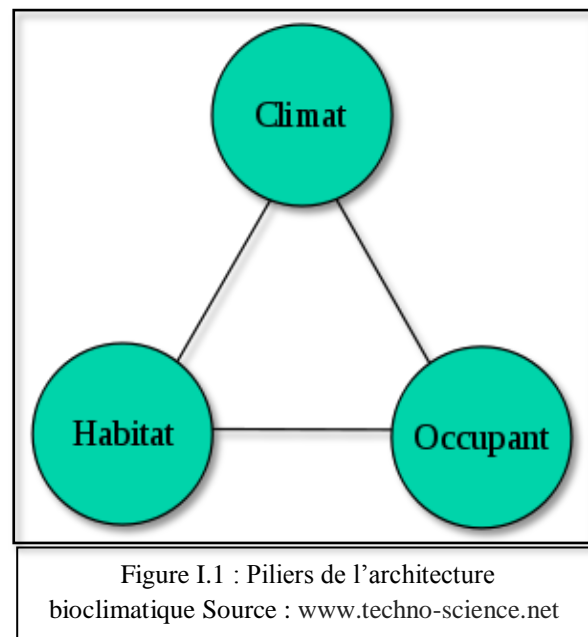 Climat
Habitat
Occupant
Figure I.1 : Piliers de l’architecture
bioclimatique Source : www.techno-science.net